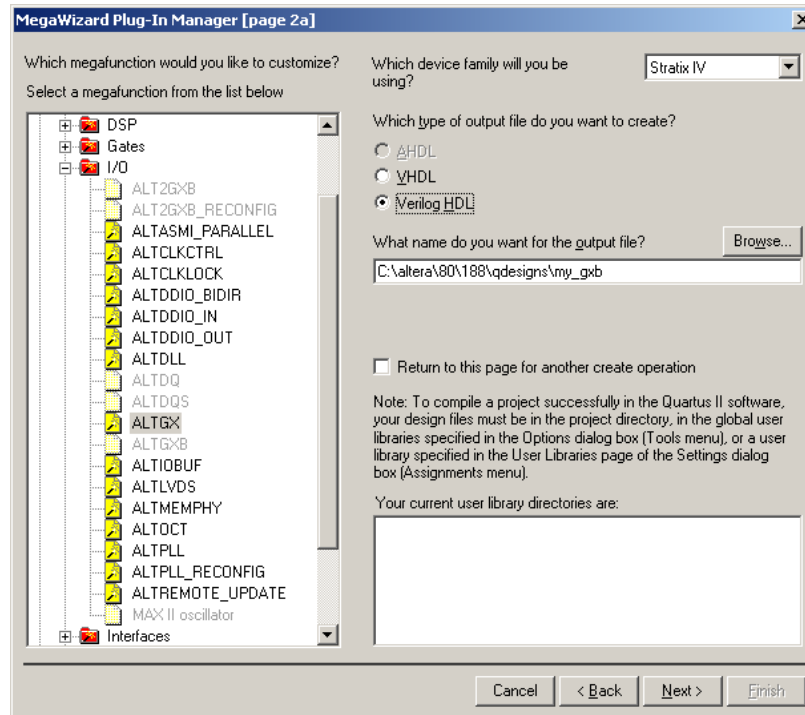 MegaWizard Plug-In Manager [page 2a]
Which megafunction would you like to customize?
Select a megafunction from the list below
DSP
Gates
I/O
ALT2GXB
ALT2GXB_RECONFIG
ALTASMI_PARALLEL
ALTCLKCTRL
ALTCLKLOCK
ALTDDIO_BIDIR
ALTDDIO_IN
ALTDDIO_OUT
ALTDLL
ALTDQ
ALTDQS
ALTGX
ALTGXB
ALTIOBUF
ALTLVDS
ALTMEMPHY
ALTOCT
ALTPLL
ALTPLL_RECONFIG
ALTREMOTE_UPDATE
MAX II oscillator
Interfaces
Which device family will you be
using?
Stratix IV
Which type of output file do you want to create?
AHDL
VHDL
Verilog HDL
What name do you want for the output file?
Browse...
C:\altera\80\188\qdesigns\my_gxb
Return to this page for another create operation
Note: To compile a project successfully in the Quartus II software,
your design files must be in the project directory, in the global user
libraries specified in the Options dialog box (Tools menu), or a user
library specified in the User Libraries page of the Settings dialog
box (Assignments menu).
Your current user library directories are:
Cancel
< Back
Next >
Finish